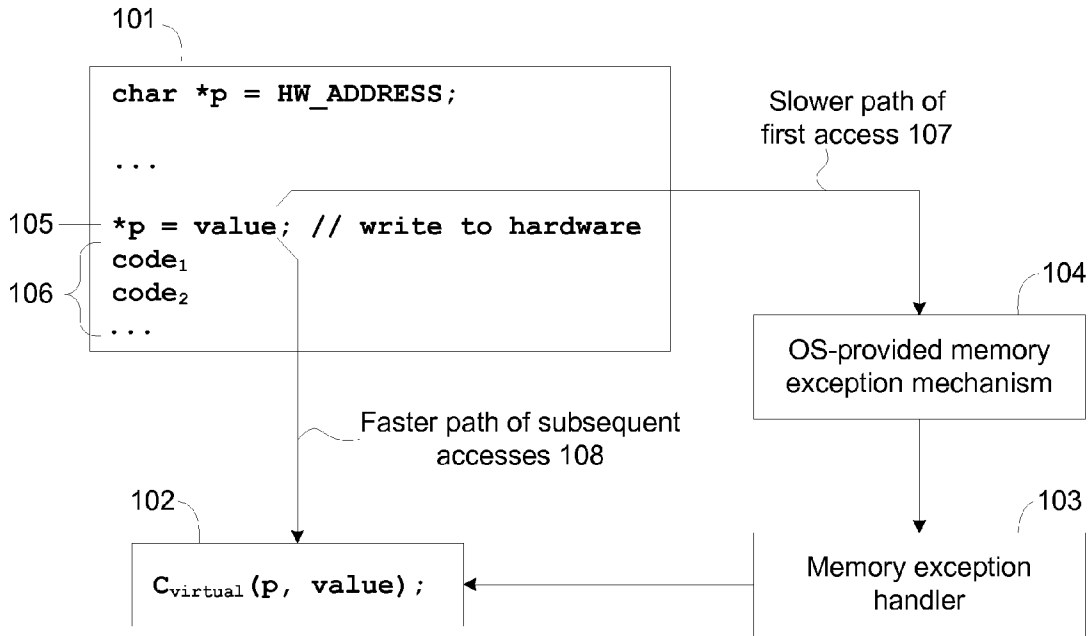 101
char *p = HW_ADDRESS;
...
Slower path of
first access 107
105
*p = value; // write to hardware
106
code₁
code₂
...
104
OS-provided memory
exception mechanism
Faster path of subsequent
accesses 108
102
Cvirtual(p, value);
103
Memory exception
handler